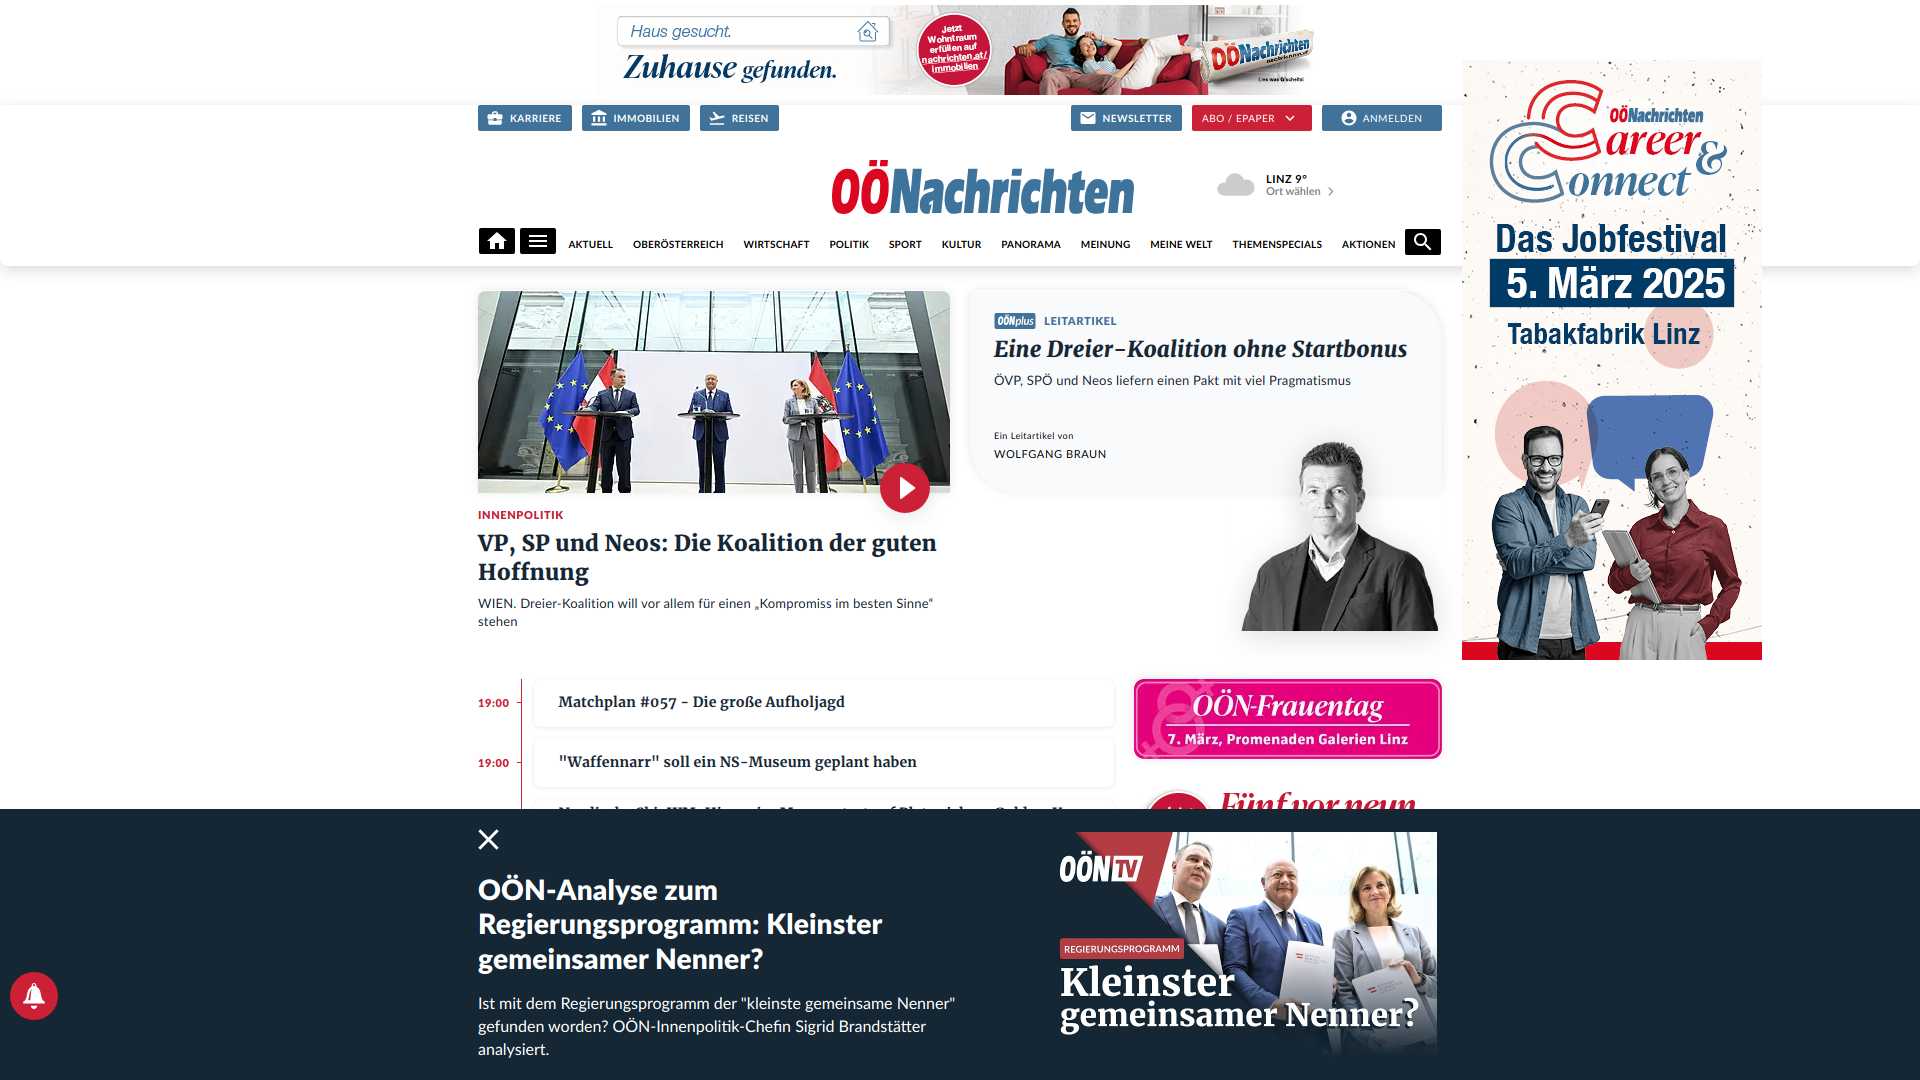 Haus gesucht.
Zuhause gefunden.
Jetzt
Wohntraum
erfüllen auf
nachrichten.at/
immobilien
OÖNachrichten
Lies was G'scheits!
KARRIERE
IMMOBILIEN
REISEN
NEWSLETTER
ABO / EPAPER
ANMELDEN
OÖNachrichten
LINZ 9°
Ort wählen
AKTUELL
OBERÖSTERREICH
WIRTSCHAFT
POLITIK
SPORT
KULTUR
PANORAMA
MEINUNG
MEINE WELT
THEMENSPECIALS
AKTIONEN
OÖNachrichten
Career &
Connect
Das Jobfestival
5. März 2025
Tabakfabrik Linz
INNENPOLITIK
VP, SP und Neos: Die Koalition der guten
Hoffnung
WIEN. Dreier-Koalition will vor allem für einen „Kompromiss im besten Sinne“
stehen
OÖNplus LEITARTIKEL
Eine Dreier-Koalition ohne Startbonus
ÖVP, SPÖ und Neos liefern einen Pakt mit viel Pragmatismus
Ein Leitartikel von
WOLFGANG BRAUN
19:00
Matchplan #057 - Die große Aufholjagd
19:00
"Waffennarr" soll ein NS-Museum geplant haben
OÖN-Frauentag
7. März, Promenaden Galerien Linz
Fünf vor neun
OÖN-Analyse zum
Regierungsprogramm: Kleinster
gemeinsamer Nenner?
Ist mit dem Regierungsprogramm der "kleinste gemeinsame Nenner"
gefunden worden? OÖN-Innenpolitik-Chefin Sigrid Brandstätter
analysiert.
OÖN TV
REGIERUNGSPROGRAMM
Kleinster
gemeinsamer Nenner?